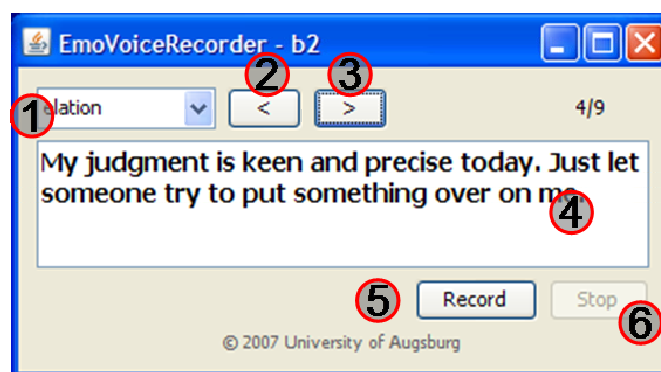 EmoVoiceRecorder - b2
2 3
1 elation < > 4/9
My judgment is keen and precise today. Just let
someone try to put something over on me.
4
5 Record Stop 6
© 2007 University of Augsburg